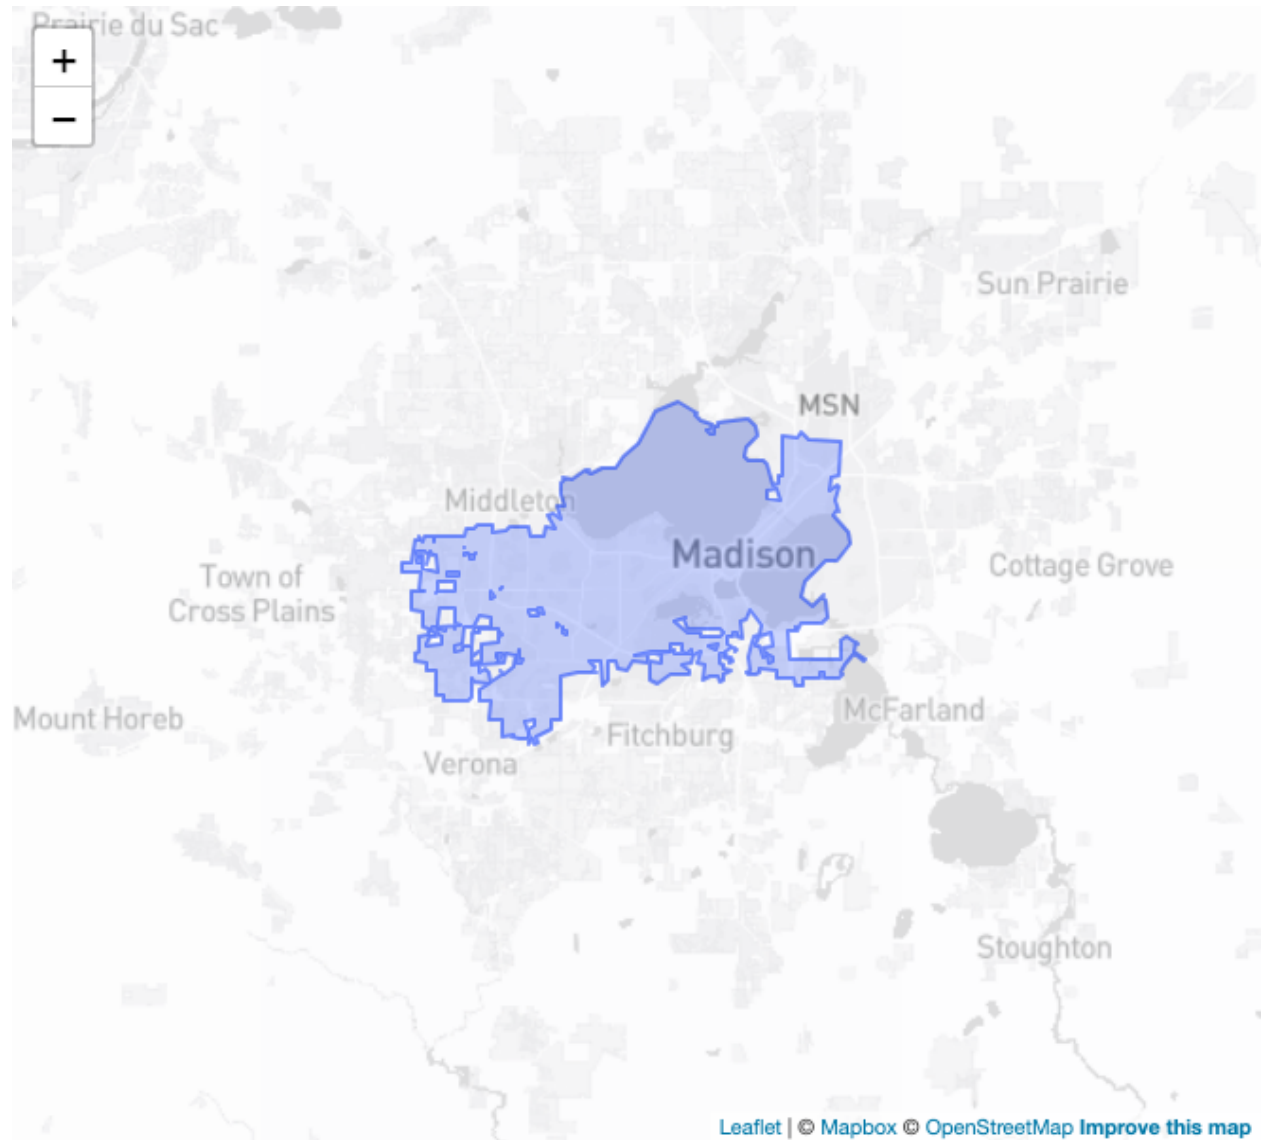 Prairie du Sac
+
−
Sun Prairie
MSN
Middleton
Madison
Cottage Grove
Town of
Cross Plains
Mount Horeb
McFarland
Fitchburg
Verona
Stoughton
Leaflet | © Mapbox © OpenStreetMap Improve this map